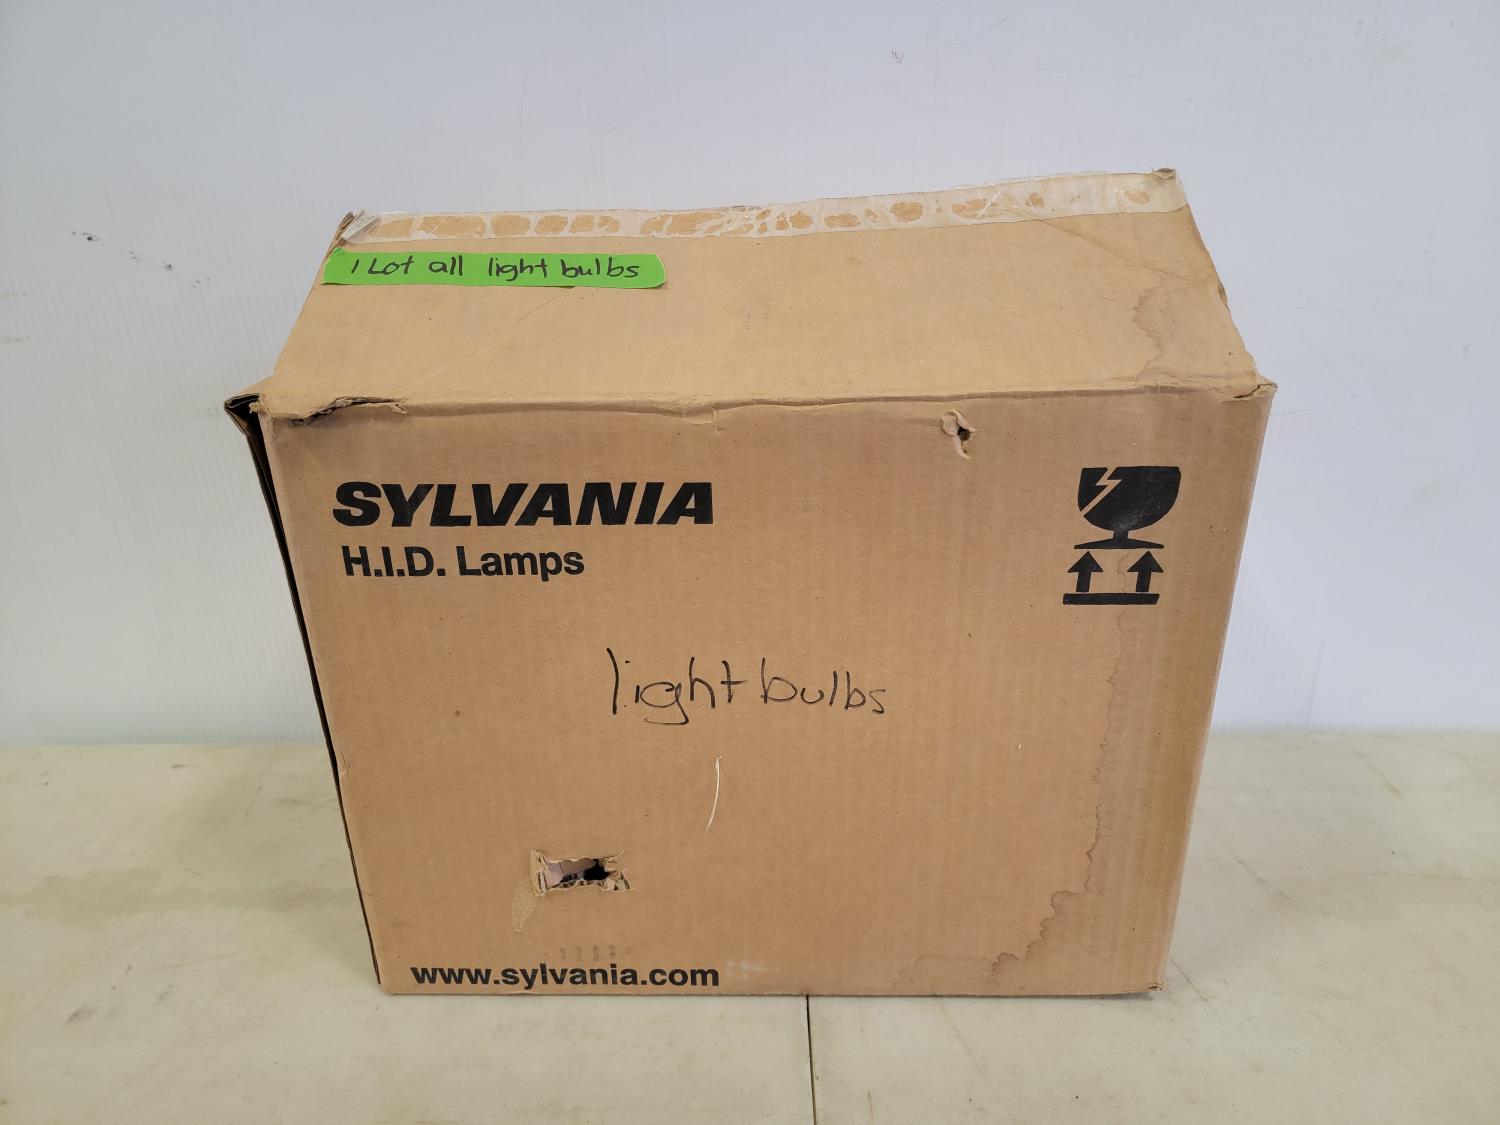 1 Lot all light bulbs
SYLVANIA
H.I.D. Lamps
light bulbs
www.sylvania.com